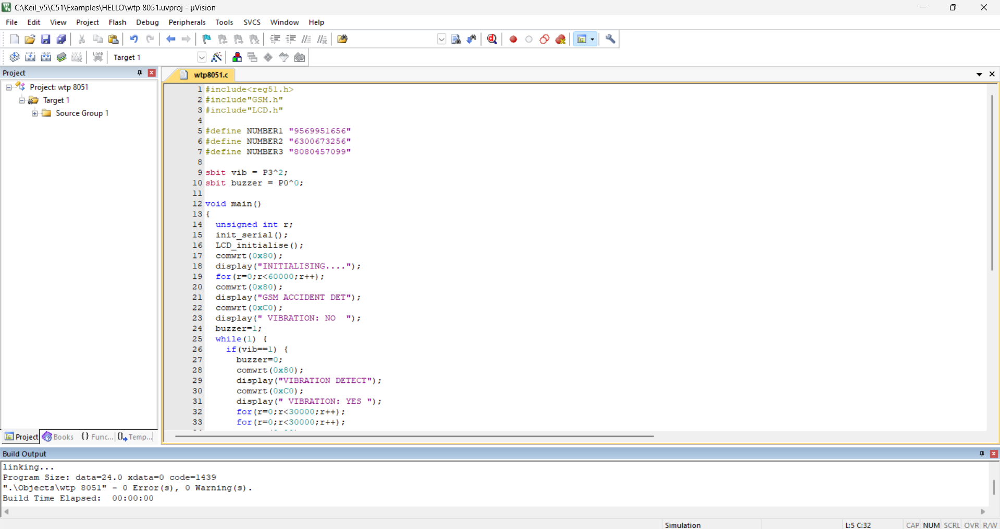 C:\Keil_v5\C51\Examples\HELLO\wtp 8051.uvproj - µVision
File Edit View Project Flash Debug Peripherals Tools SVCS Window Help
LOAD Target 1
Project
wtp8051.c
Project: wtp 8051
Target 1
Source Group 1
1 #include<reg51.h>
2 #include"GSM.h"
3 #include"LCD.h"
4
5 #define NUMBER1 "9569951656"
6 #define NUMBER2 "6300673256"
7 #define NUMBER3 "8080457099"
8
9 sbit vib = P3^2;
10 sbit buzzer = P0^0;
11
12 void main()
13 {
14 unsigned int r;
15 init_serial();
16 LCD_initialise();
17 comwrt(0x80);
18 display("INITIALISING....");
19 for(r=0;r<60000;r++);
20 comwrt(0x80);
21 display("GSM ACCIDENT DET");
22 comwrt(0xC0);
23 display(" VIBRATION: NO  ");
24 buzzer=1;
25 while(1) {
26 if(vib==1) {
27 buzzer=0;
28 comwrt(0x80);
29 display("VIBRATION DETECT");
30 comwrt(0xC0);
31 display(" VIBRATION: YES ");
32 for(r=0;r<30000;r++);
33 for(r=0;r<30000;r++);
Project Books {} Func... Temp...
Build Output
linking...
Program Size: data=24.0 xdata=0 code=1439
".\Objects\wtp 8051" - 0 Error(s), 0 Warning(s).
Build Time Elapsed:  00:00:00
Simulation L:5 C:32 CAP NUM SCRL OVR R/W